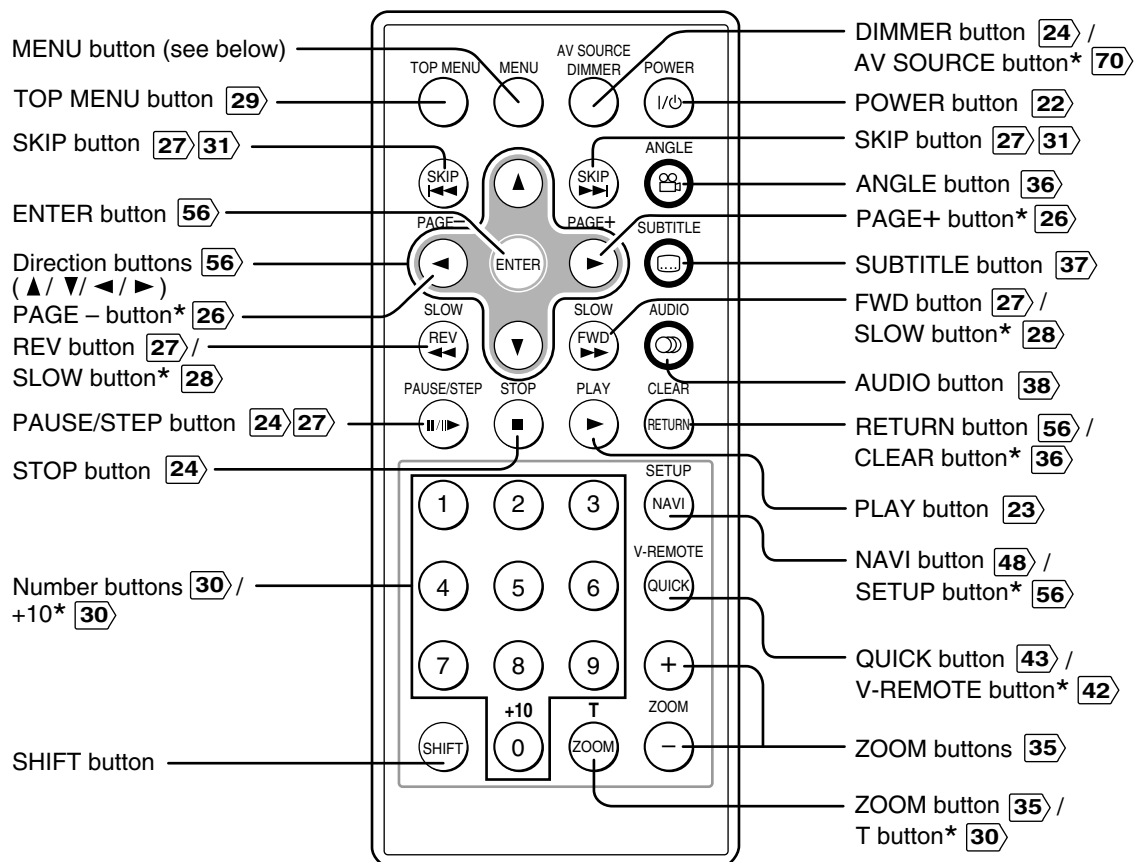 MENU button (see below)
TOP MENU button 29
SKIP button 27 31
ENTER button 56
Direction buttons 56
( ▲ / ▼ / ◄ / ► )
PAGE – button* 26
REV button 27 /
SLOW button* 28
PAUSE/STEP button 24 27
STOP button 24
Number buttons 30 /
+10* 30
SHIFT button
TOP MENU
MENU
AV SOURCE
DIMMER
POWER
I/⏻
SKIP
SKIP
ANGLE
PAGE–
PAGE+
SUBTITLE
ENTER
SLOW
SLOW
AUDIO
REV
FWD
PAUSE/STEP
STOP
PLAY
CLEAR
RETURN
SETUP
1
2
3
NAVI
V-REMOTE
4
5
6
QUICK
7
8
9
+
+10
T
ZOOM
SHIFT
0
ZOOM
–
DIMMER button 24 /
AV SOURCE button* 70
POWER button 22
SKIP button 27 31
ANGLE button 36
PAGE+ button* 26
SUBTITLE button 37
FWD button 27 /
SLOW button* 28
AUDIO button 38
RETURN button 56 /
CLEAR button* 36
PLAY button 23
NAVI button 48 /
SETUP button* 56
QUICK button 43 /
V-REMOTE button* 42
ZOOM buttons 35
ZOOM button 35 /
T button* 30